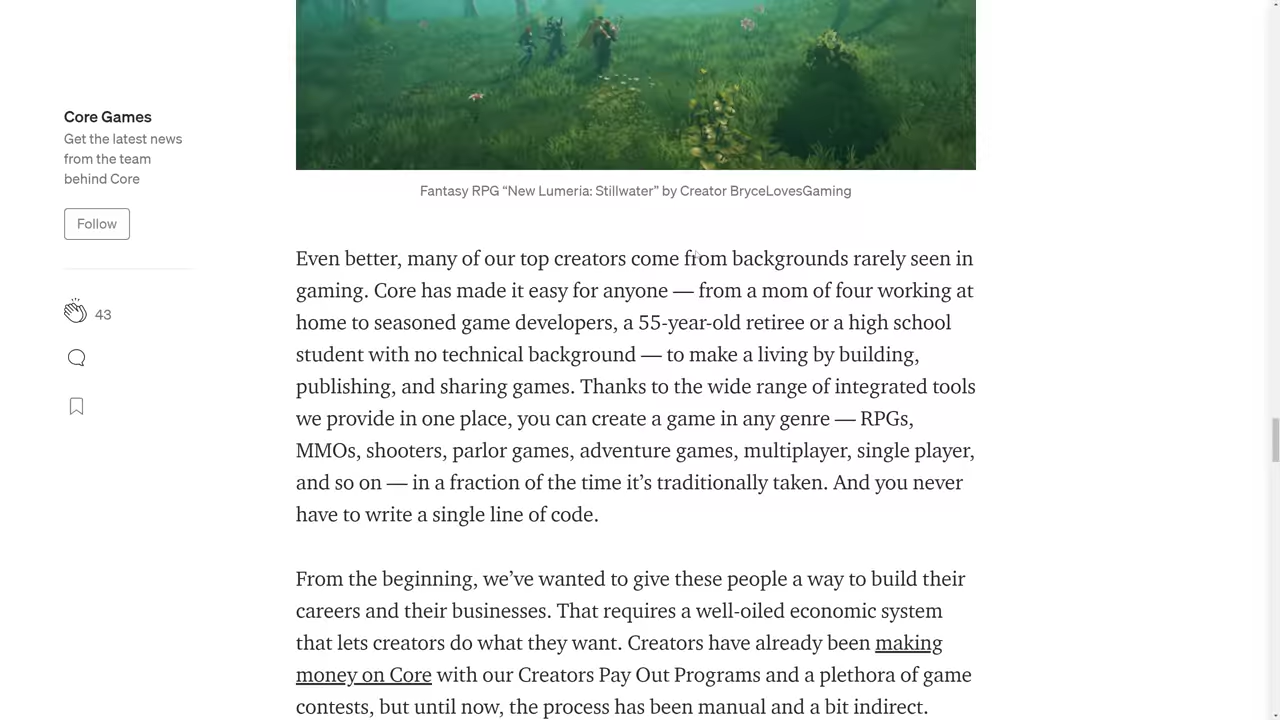 Core Games
Get the latest news
from the team
behind Core
Follow
43
Fantasy RPG “New Lumeria: Stillwater” by Creator BryceLovesGaming
Even better, many of our top creators come from backgrounds rarely seen in
gaming. Core has made it easy for anyone — from a mom of four working at
home to seasoned game developers, a 55-year-old retiree or a high school
student with no technical background — to make a living by building,
publishing, and sharing games. Thanks to the wide range of integrated tools
we provide in one place, you can create a game in any genre — RPGs,
MMOs, shooters, parlor games, adventure games, multiplayer, single player,
and so on — in a fraction of the time it’s traditionally taken. And you never
have to write a single line of code.
From the beginning, we’ve wanted to give these people a way to build their
careers and their businesses. That requires a well-oiled economic system
that lets creators do what they want. Creators have already been making
money on Core with our Creators Pay Out Programs and a plethora of game
contests, but until now, the process has been manual and a bit indirect.